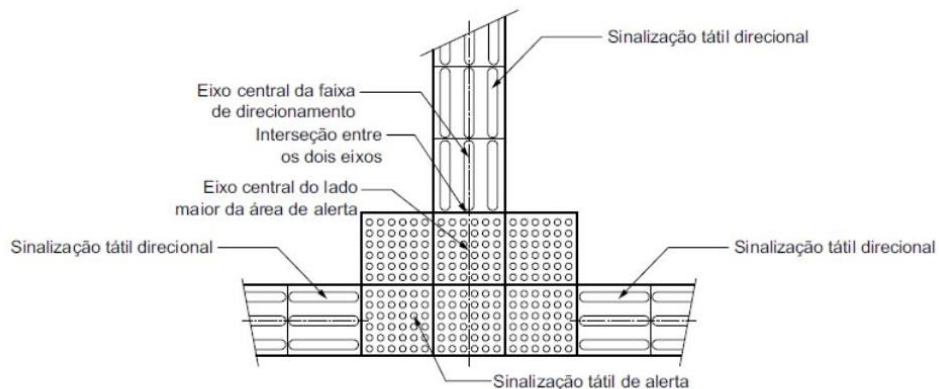 Sinalização tátil direcional
Eixo central da faixa
de direcionamento
Interseção entre
os dois eixos
Eixo central do lado
maior da área de alerta
Sinalização tátil direcional
Sinalização tátil direcional
Sinalização tátil de alerta